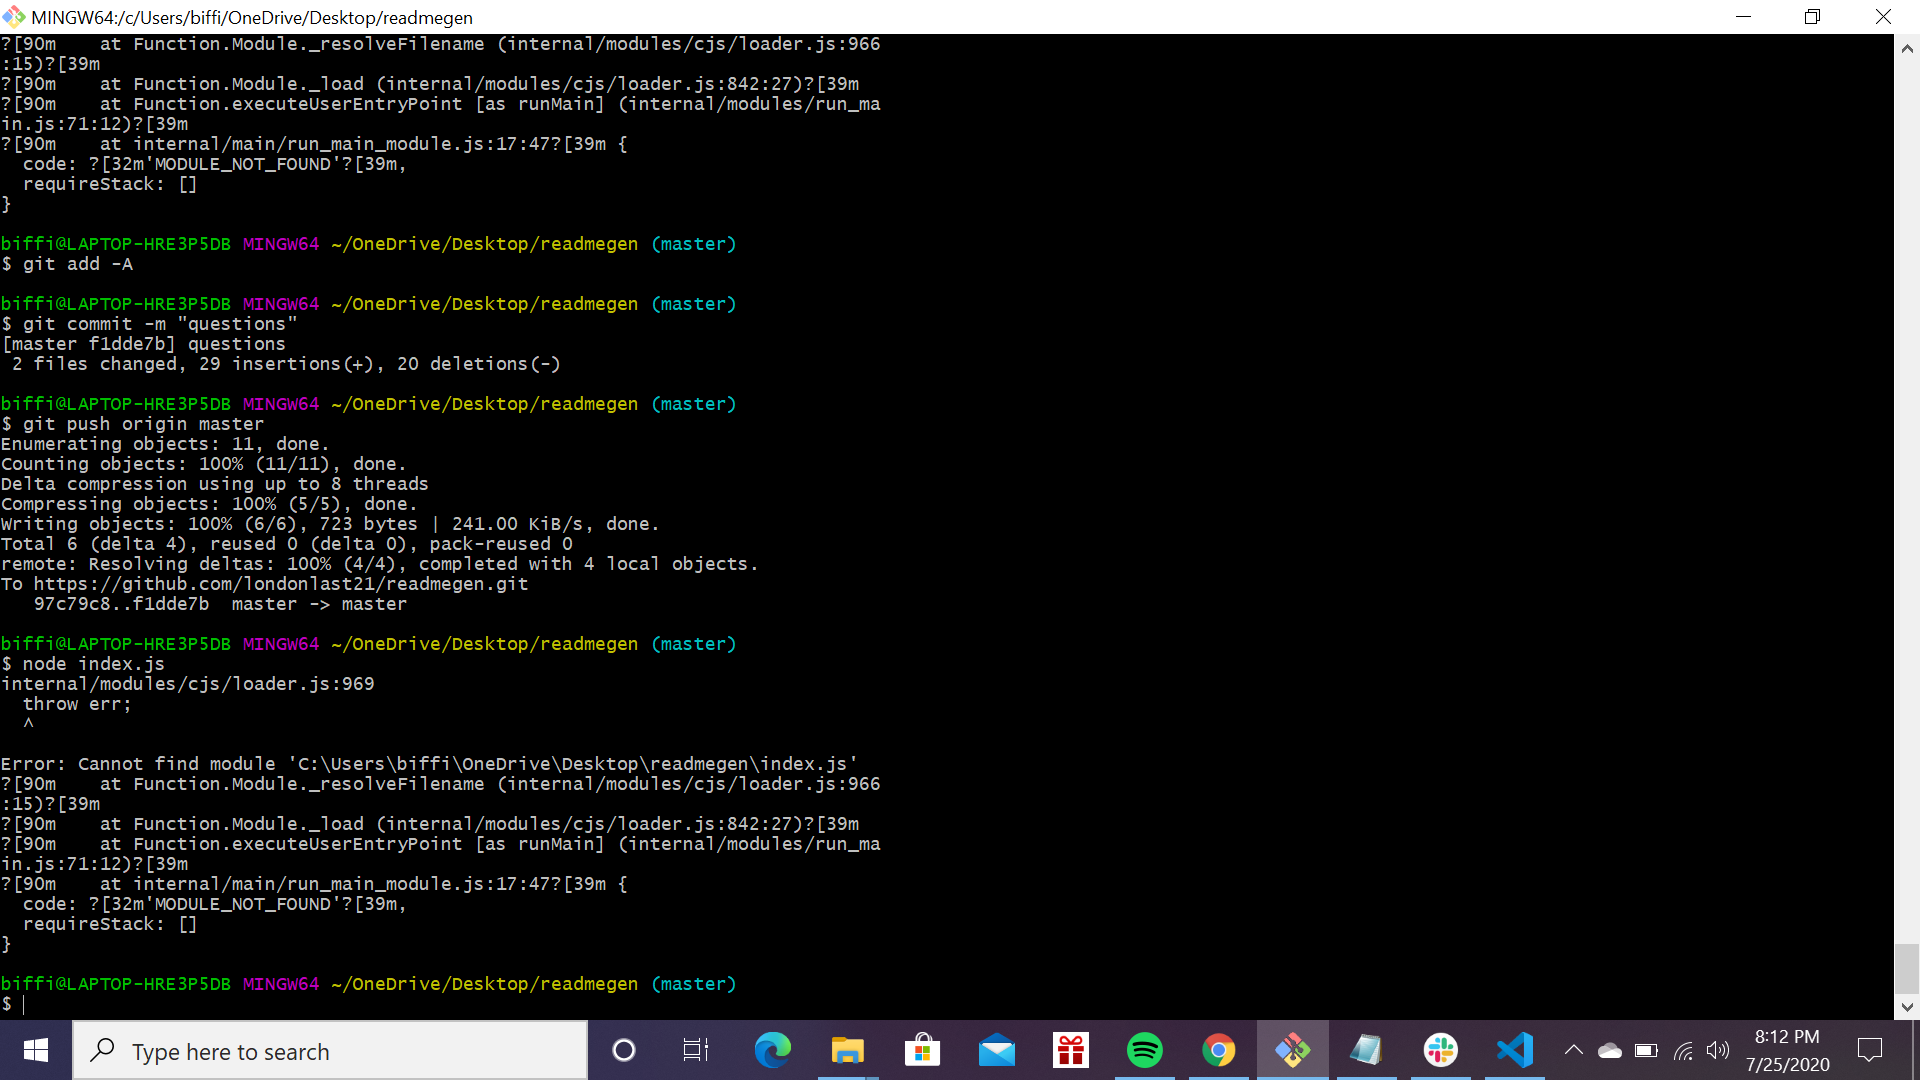 MINGW64:/c/Users/biffi/OneDrive/Desktop/readmegen
?[90m    at Function.Module._resolveFilename (internal/modules/cjs/loader.js:966
:15)?[39m
?[90m    at Function.Module._load (internal/modules/cjs/loader.js:842:27)?[39m
?[90m    at Function.executeUserEntryPoint [as runMain] (internal/modules/run_ma
in.js:71:12)?[39m
?[90m    at internal/main/run_main_module.js:17:47?[39m {
  code: ?[32m'MODULE_NOT_FOUND'?[39m,
  requireStack: []
}
biffi@LAPTOP-HRE3P5DB MINGW64 ~/OneDrive/Desktop/readmegen (master)
$ git add -A
biffi@LAPTOP-HRE3P5DB MINGW64 ~/OneDrive/Desktop/readmegen (master)
$ git commit -m "questions"
[master f1dde7b] questions
 2 files changed, 29 insertions(+), 20 deletions(-)
biffi@LAPTOP-HRE3P5DB MINGW64 ~/OneDrive/Desktop/readmegen (master)
$ git push origin master
Enumerating objects: 11, done.
Counting objects: 100% (11/11), done.
Delta compression using up to 8 threads
Compressing objects: 100% (5/5), done.
Writing objects: 100% (6/6), 723 bytes | 241.00 KiB/s, done.
Total 6 (delta 4), reused 0 (delta 0), pack-reused 0
remote: Resolving deltas: 100% (4/4), completed with 4 local objects.
To https://github.com/londonlast21/readmegen.git
   97c79c8..f1dde7b  master -> master
biffi@LAPTOP-HRE3P5DB MINGW64 ~/OneDrive/Desktop/readmegen (master)
$ node index.js
internal/modules/cjs/loader.js:969
  throw err;
  ^
Error: Cannot find module 'C:\Users\biffi\OneDrive\Desktop\readmegen\index.js'
?[90m    at Function.Module._resolveFilename (internal/modules/cjs/loader.js:966
:15)?[39m
?[90m    at Function.Module._load (internal/modules/cjs/loader.js:842:27)?[39m
?[90m    at Function.executeUserEntryPoint [as runMain] (internal/modules/run_ma
in.js:71:12)?[39m
?[90m    at internal/main/run_main_module.js:17:47?[39m {
  code: ?[32m'MODULE_NOT_FOUND'?[39m,
  requireStack: []
}
biffi@LAPTOP-HRE3P5DB MINGW64 ~/OneDrive/Desktop/readmegen (master)
$
Type here to search
8:12 PM
7/25/2020